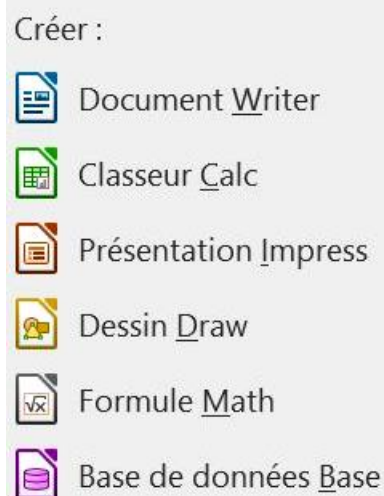 Créer :
Document Writer
Classeur Calc
Présentation Impress
Dessin Draw
Formule Math
Base de données Base